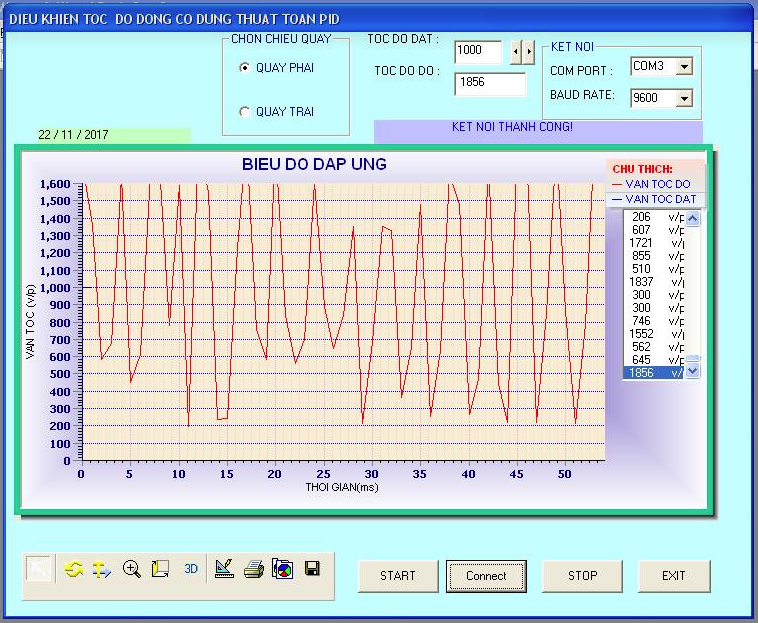 DIEU KHIEN TOC DO DONG CO DUNG THUAT TOAN PID
CHON CHIEU QUAY
QUAY PHAI
QUAY TRAI
TOC DO DAT :
1000
TOC DO DO :
1856
KET NOI
COM PORT :
COM3
BAUD RATE:
9600
22 / 11 / 2017
KET NOI THANH CONG!
BIEU DO DAP UNG
CHU THICH:
VAN TOC DO
VAN TOC DAT
206 v/p
607 v/p
1721 v/p
855 v/p
510 v/p
1837 v/p
300 v/p
300 v/p
746 v/p
1552 v/p
562 v/p
645 v/p
1856 v/
VAN TOC (v/p)
1,600
1,500
1,400
1,300
1,200
1,100
1,000
900
800
700
600
500
400
300
200
100
0
0 5 10 15 20 25 30 35 40 45 50
THOI GIAN(ms)
3D
START
Connect
STOP
EXIT